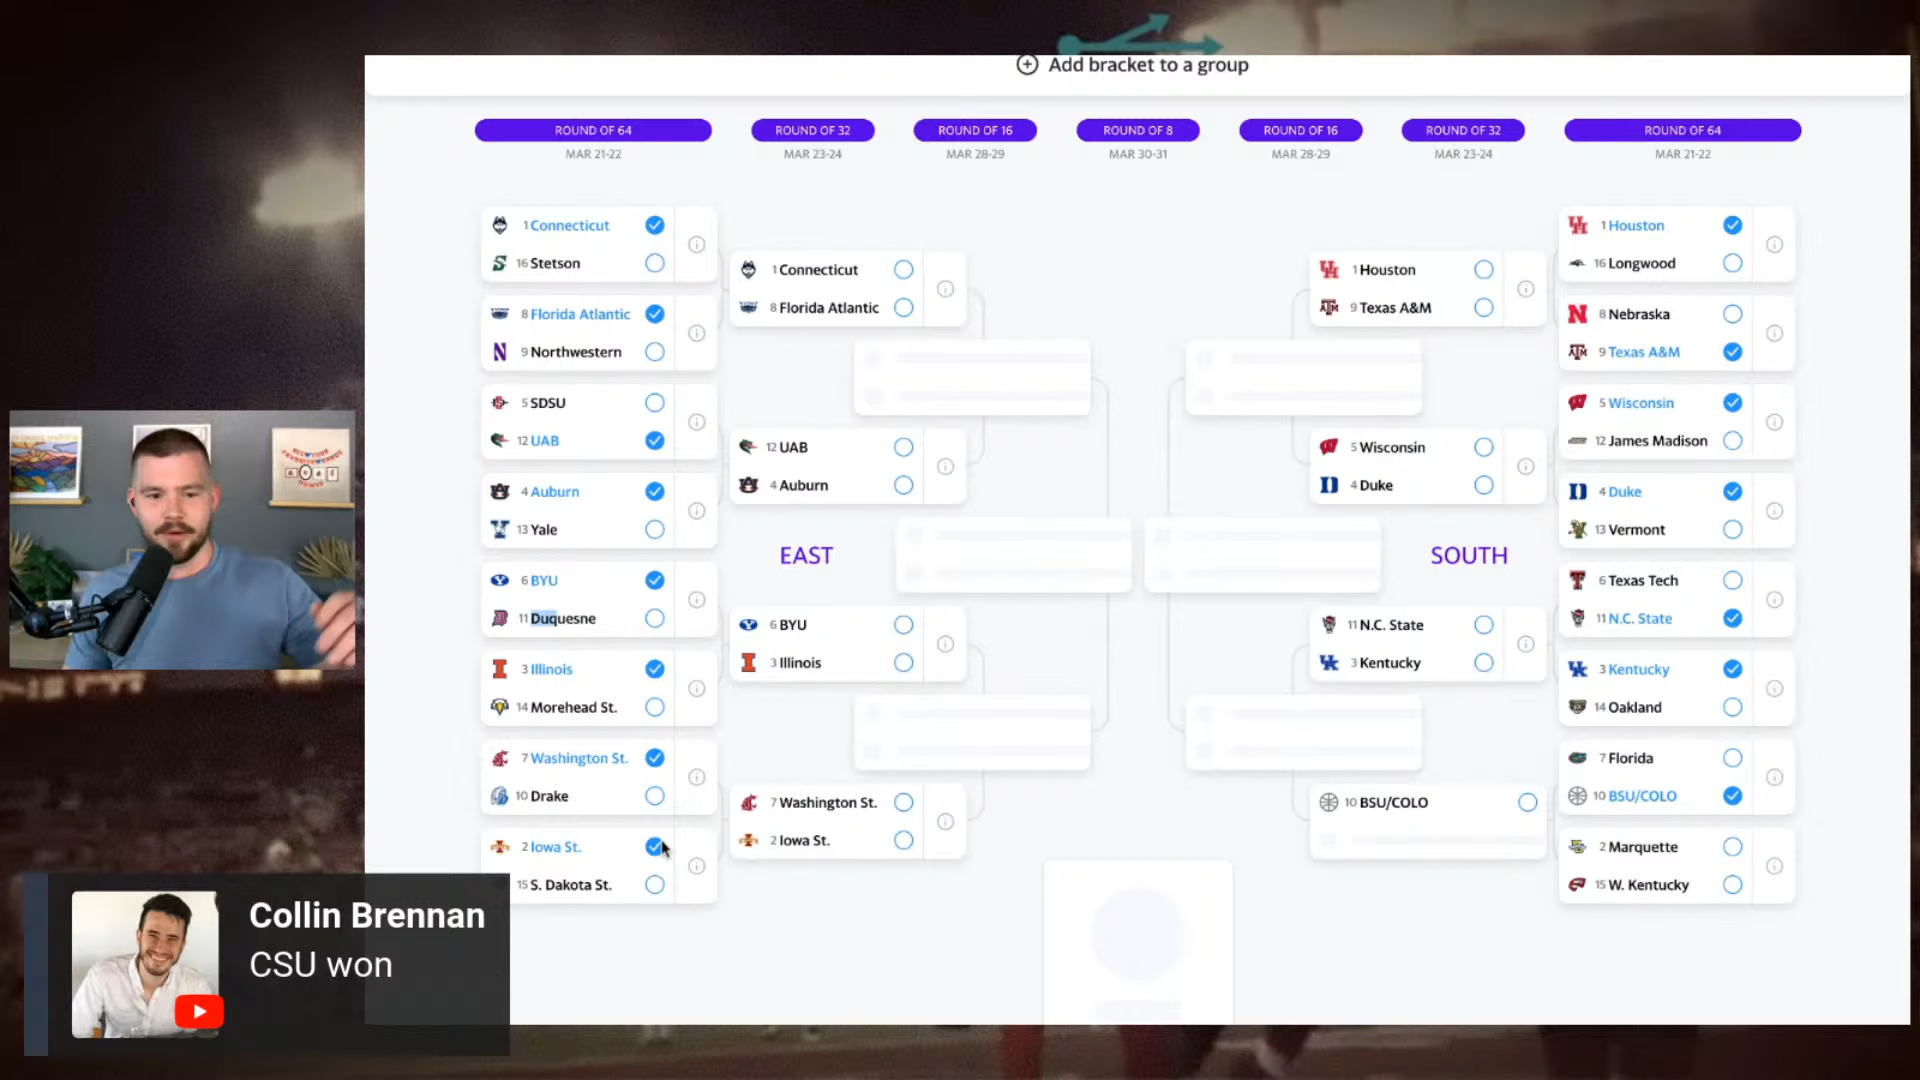 Add bracket to a group
ROUND OF 64
ROUND OF 32
ROUND OF 16
ROUND OF 8
ROUND OF 16
ROUND OF 32
ROUND OF 64
MAR 21-22
MAR 23-24
MAR 28-29
MAR 30-31
MAR 28-29
MAR 23-24
MAR 21-22
1 Connecticut
16 Stetson
8 Florida Atlantic
9 Northwestern
5 SDSU
12 UAB
4 Auburn
13 Yale
6 BYU
11 Duquesne
3 Illinois
14 Morehead St.
7 Washington St.
10 Drake
2 Iowa St.
15 S. Dakota St.
1 Connecticut
8 Florida Atlantic
12 UAB
4 Auburn
EAST
6 BYU
3 Illinois
7 Washington St.
2 Iowa St.
1 Houston
9 Texas A&M
5 Wisconsin
4 Duke
SOUTH
11 N.C. State
3 Kentucky
10 BSU/COLO
1 Houston
16 Longwood
8 Nebraska
9 Texas A&M
5 Wisconsin
12 James Madison
4 Duke
13 Vermont
6 Texas Tech
11 N.C. State
3 Kentucky
14 Oakland
7 Florida
10 BSU/COLO
2 Marquette
15 W. Kentucky
Collin Brennan
CSU won